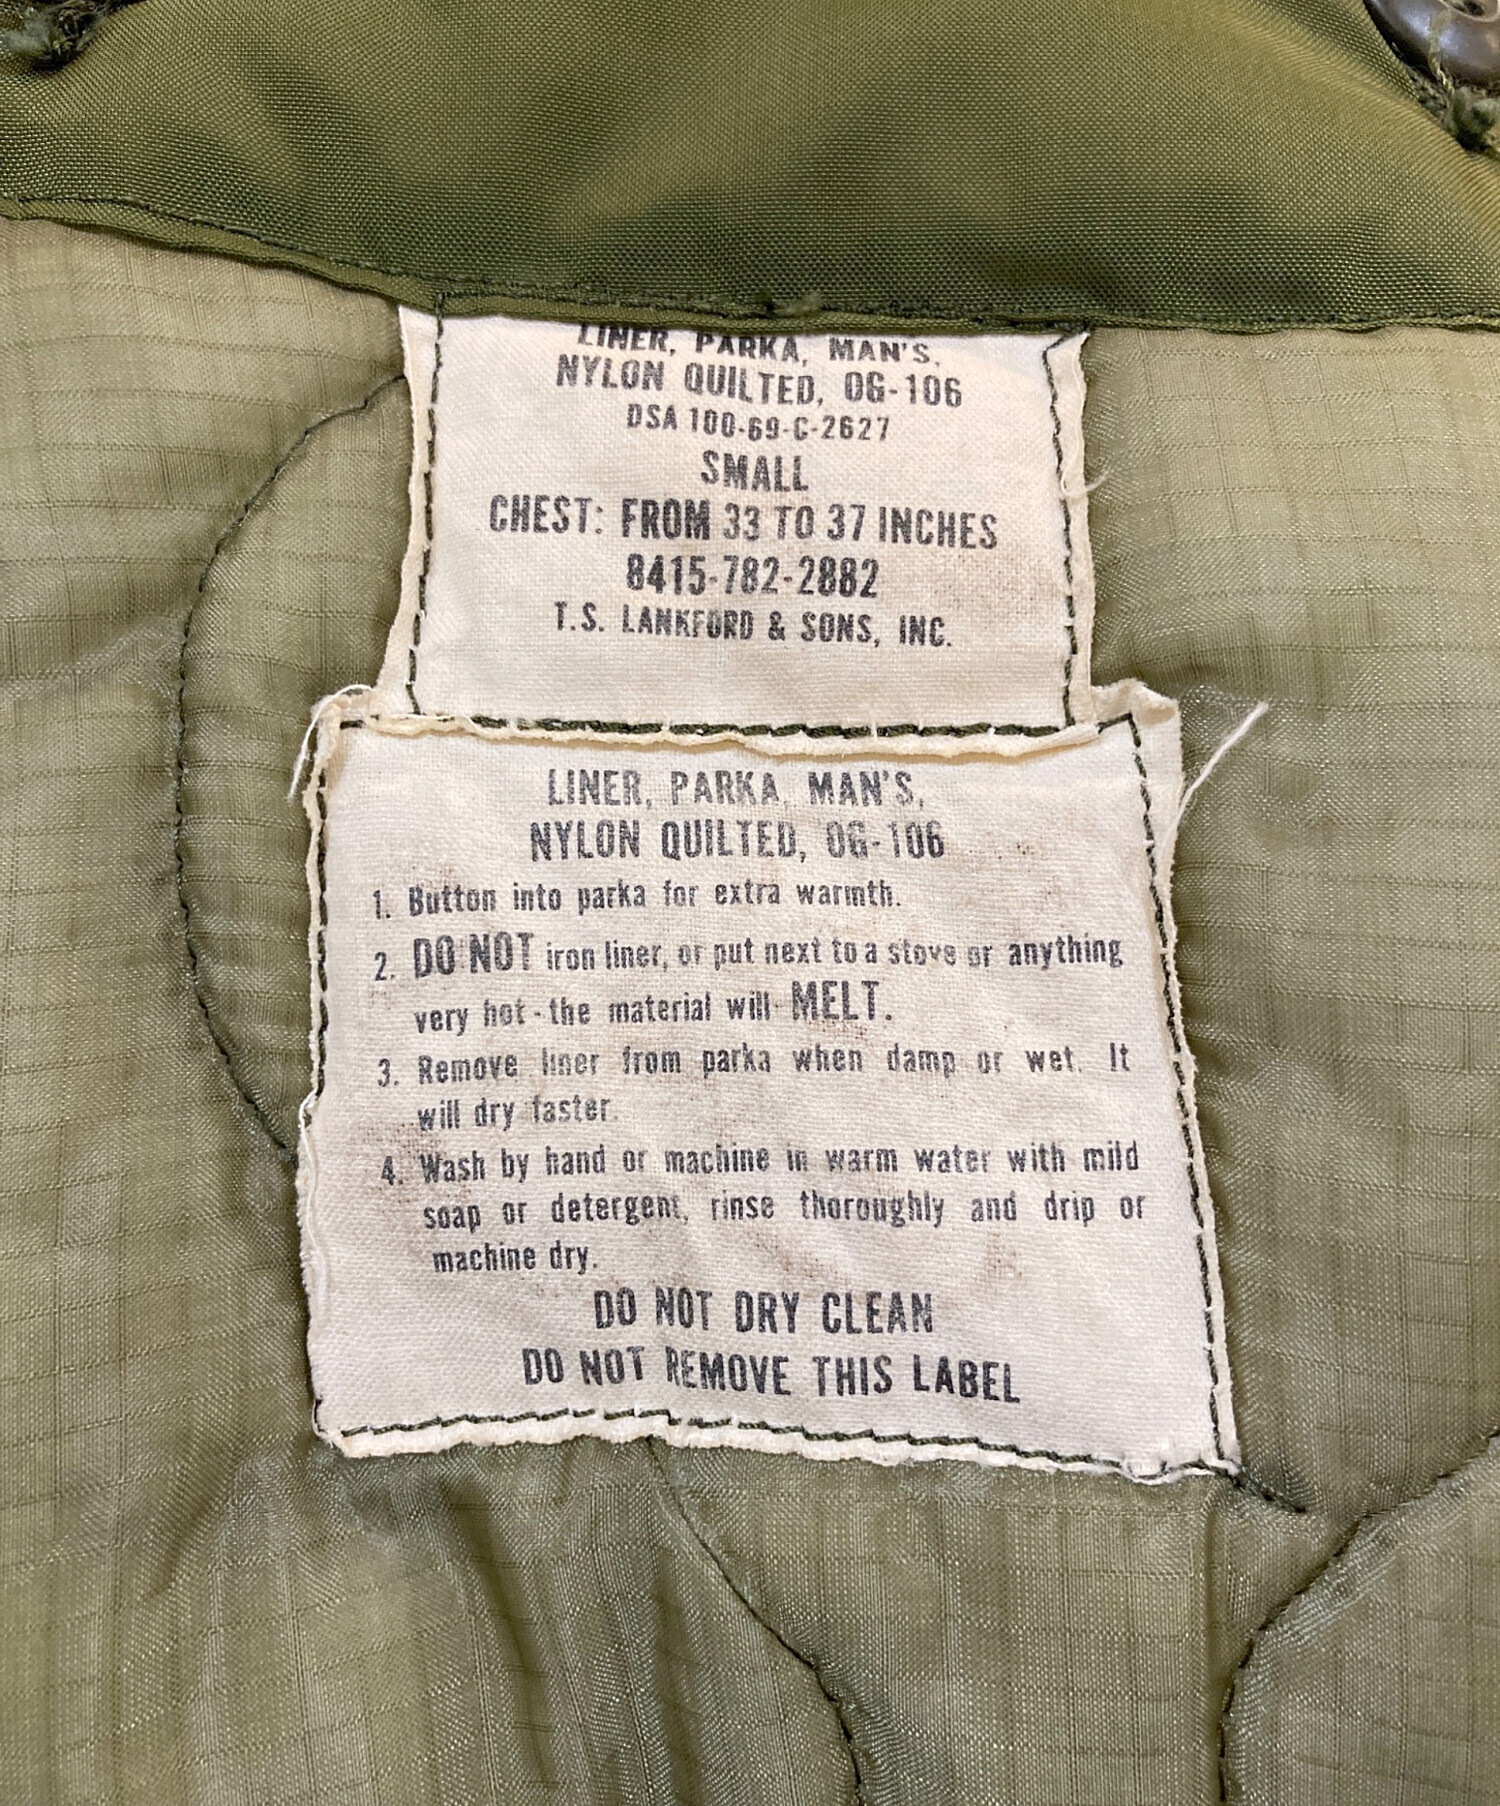 LINER, PARKA, MAN'S,
NYLON QUILTED, OG-106
DSA 100-69-C-2627
SMALL
CHEST: FROM 33 TO 37 INCHES
8415-782-2882
T.S. LANKFORD & SONS, INC.
LINER, PARKA, MAN'S,
NYLON QUILTED, OG-106
1. Button into parka for extra warmth.
2. DO NOT iron liner, or put next to a stove or anything
very hot - the material will MELT.
3. Remove liner from parka when damp or wet. It
will dry faster.
4. Wash by hand or machine in warm water with mild
soap or detergent, rinse thoroughly and drip or
machine dry.
DO NOT DRY CLEAN
DO NOT REMOVE THIS LABEL